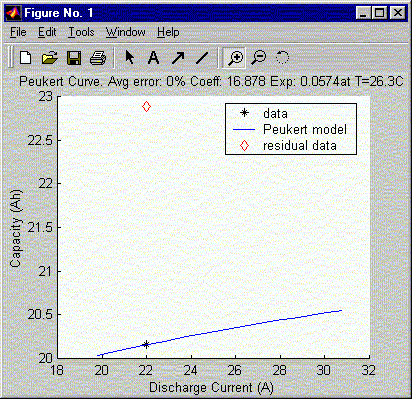 Figure No. 1
File Edit Tools Window Help
A
Peukert Curve. Avg error: 0% Coeff: 16.878 Exp: 0.0574at T=26.3C
23
22.5
22
21.5
21
20.5
20
Capacity (Ah)
data
Peukert model
residual data
18 20 22 24 26 28 30 32
Discharge Current (A)